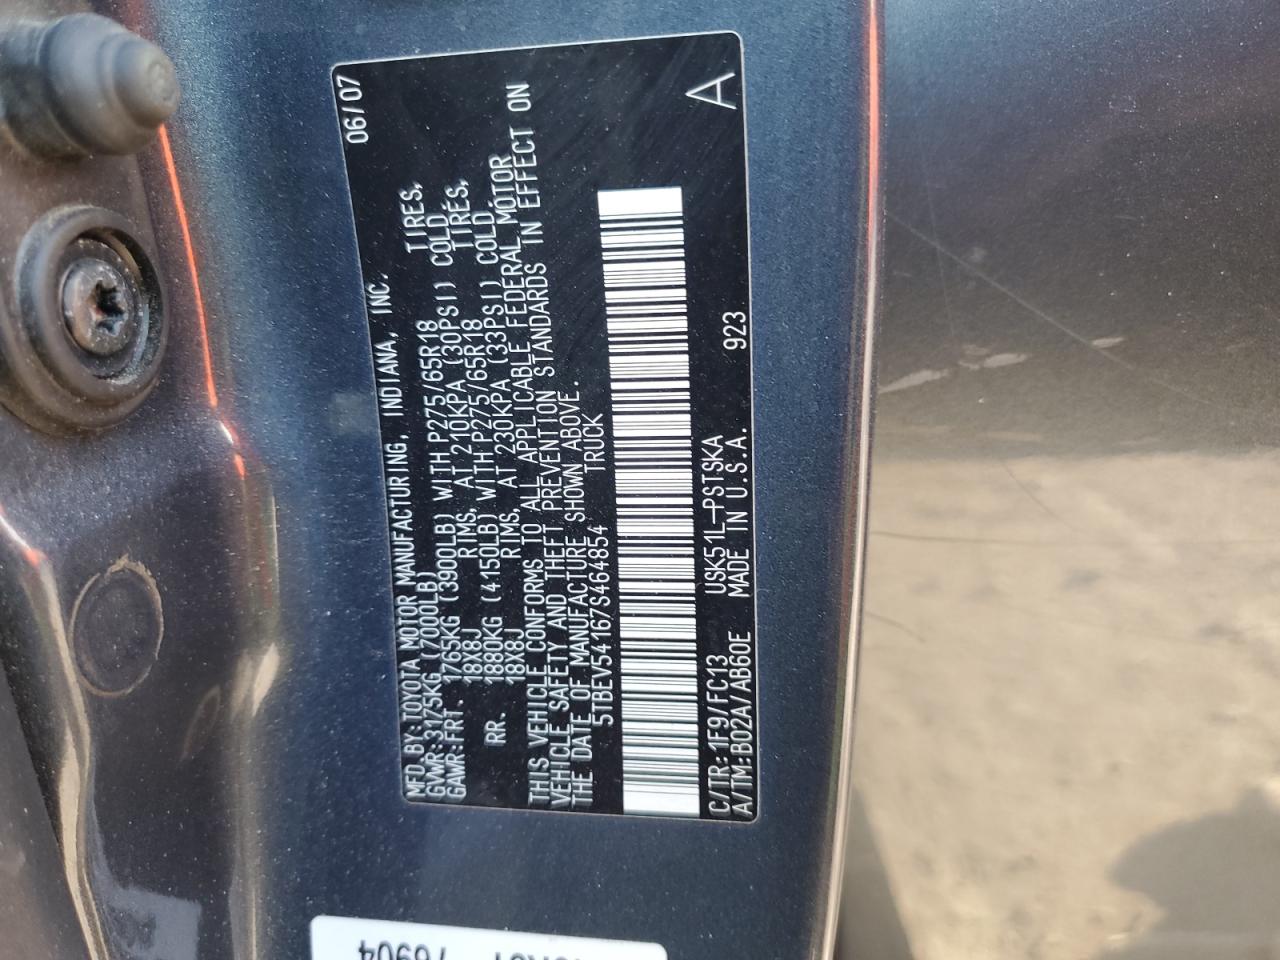 MFD. BY: TOYOTA MOTOR MANUFACTURING, INDIANA, INC. 06/07
GVWR: 3175KG (7000LB)
GAWR: FRT. 1765KG (3900LB) WITH P275/65R18 TIRES,
18X8J RIMS, AT 210KPA (30PSI) COLD
RR. 1880KG (4150LB) WITH P275/65R18 TIRES,
18X8J RIMS, AT 230KPA (33PSI) COLD,
THIS VEHICLE CONFORMS TO ALL APPLICABLE FEDERAL MOTOR
VEHICLE SAFETY AND THEFT PREVENTION STANDARDS IN EFFECT ON
THE DATE OF MANUFACTURE SHOWN ABOVE.
5TBEV54167S464854 TRUCK
C/TR: 1F9/FC13 USK51L-PSTSKA 923 A
A/TM: B02A/AB60E MADE IN U.S.A.